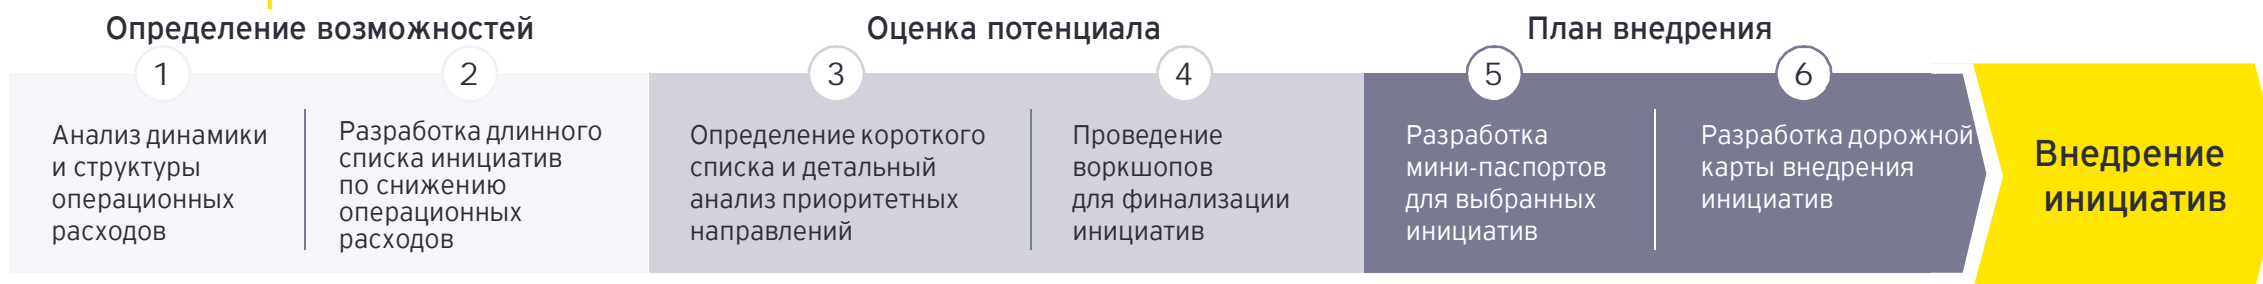 Определение возможностей
Оценка потенциала
План внедрения
1
2
3
4
5
6
Анализ динамики
и структуры
операционных
расходов
Разработка длинного
списка инициатив
по снижению
операционных
расходов
Определение короткого
списка и детальный
анализ приоритетных
направлений
Проведение
воркшопов
для финализации
инициатив
Разработка
мини-паспортов
для выбранных
инициатив
Разработка дорожной
карты внедрения
инициатив
Внедрение
инициатив